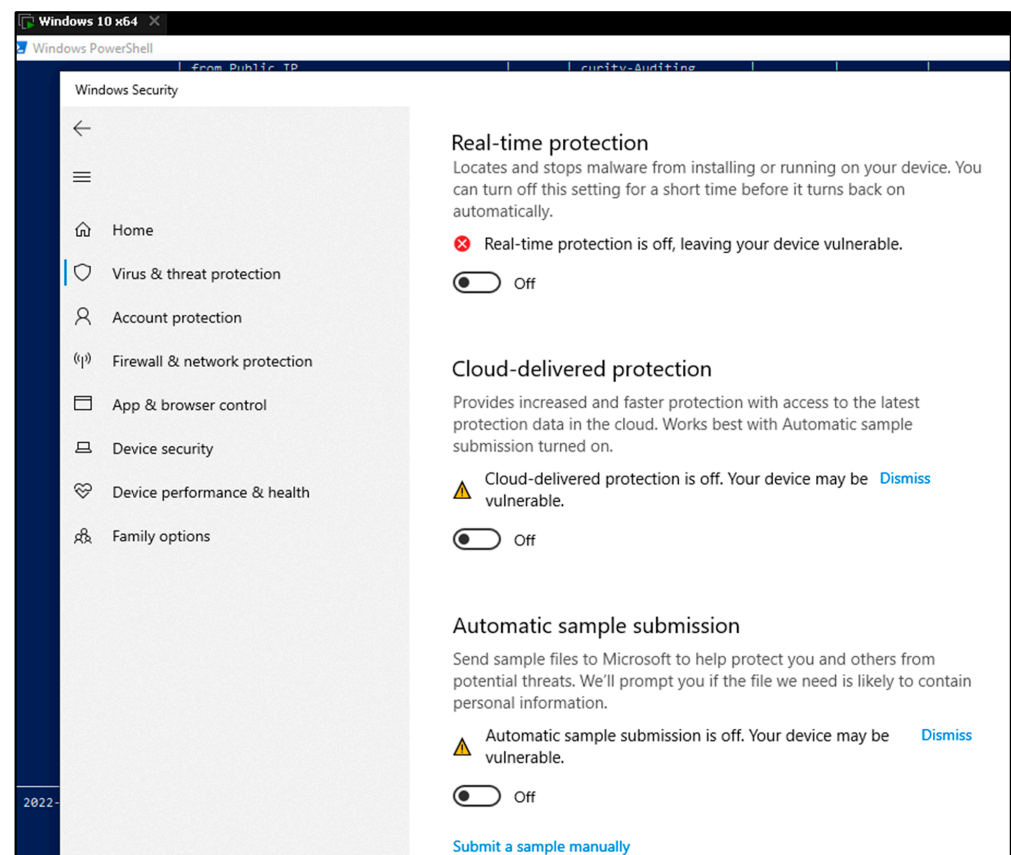 Windows 10 x64
Windows PowerShell
from Public IP | | curity-Auditing | | |
Windows Security
Home
Virus & threat protection
Account protection
Firewall & network protection
App & browser control
Device security
Device performance & health
Family options
Real-time protection
Locates and stops malware from installing or running on your device. You
can turn off this setting for a short time before it turns back on
automatically.
Real-time protection is off, leaving your device vulnerable.
Off
Cloud-delivered protection
Provides increased and faster protection with access to the latest
protection data in the cloud. Works best with Automatic sample
submission turned on.
Cloud-delivered protection is off. Your device may be Dismiss
vulnerable.
Off
Automatic sample submission
Send sample files to Microsoft to help protect you and others from
potential threats. We'll prompt you if the file we need is likely to contain
personal information.
Automatic sample submission is off. Your device may be Dismiss
vulnerable.
Off
Submit a sample manually
2022-